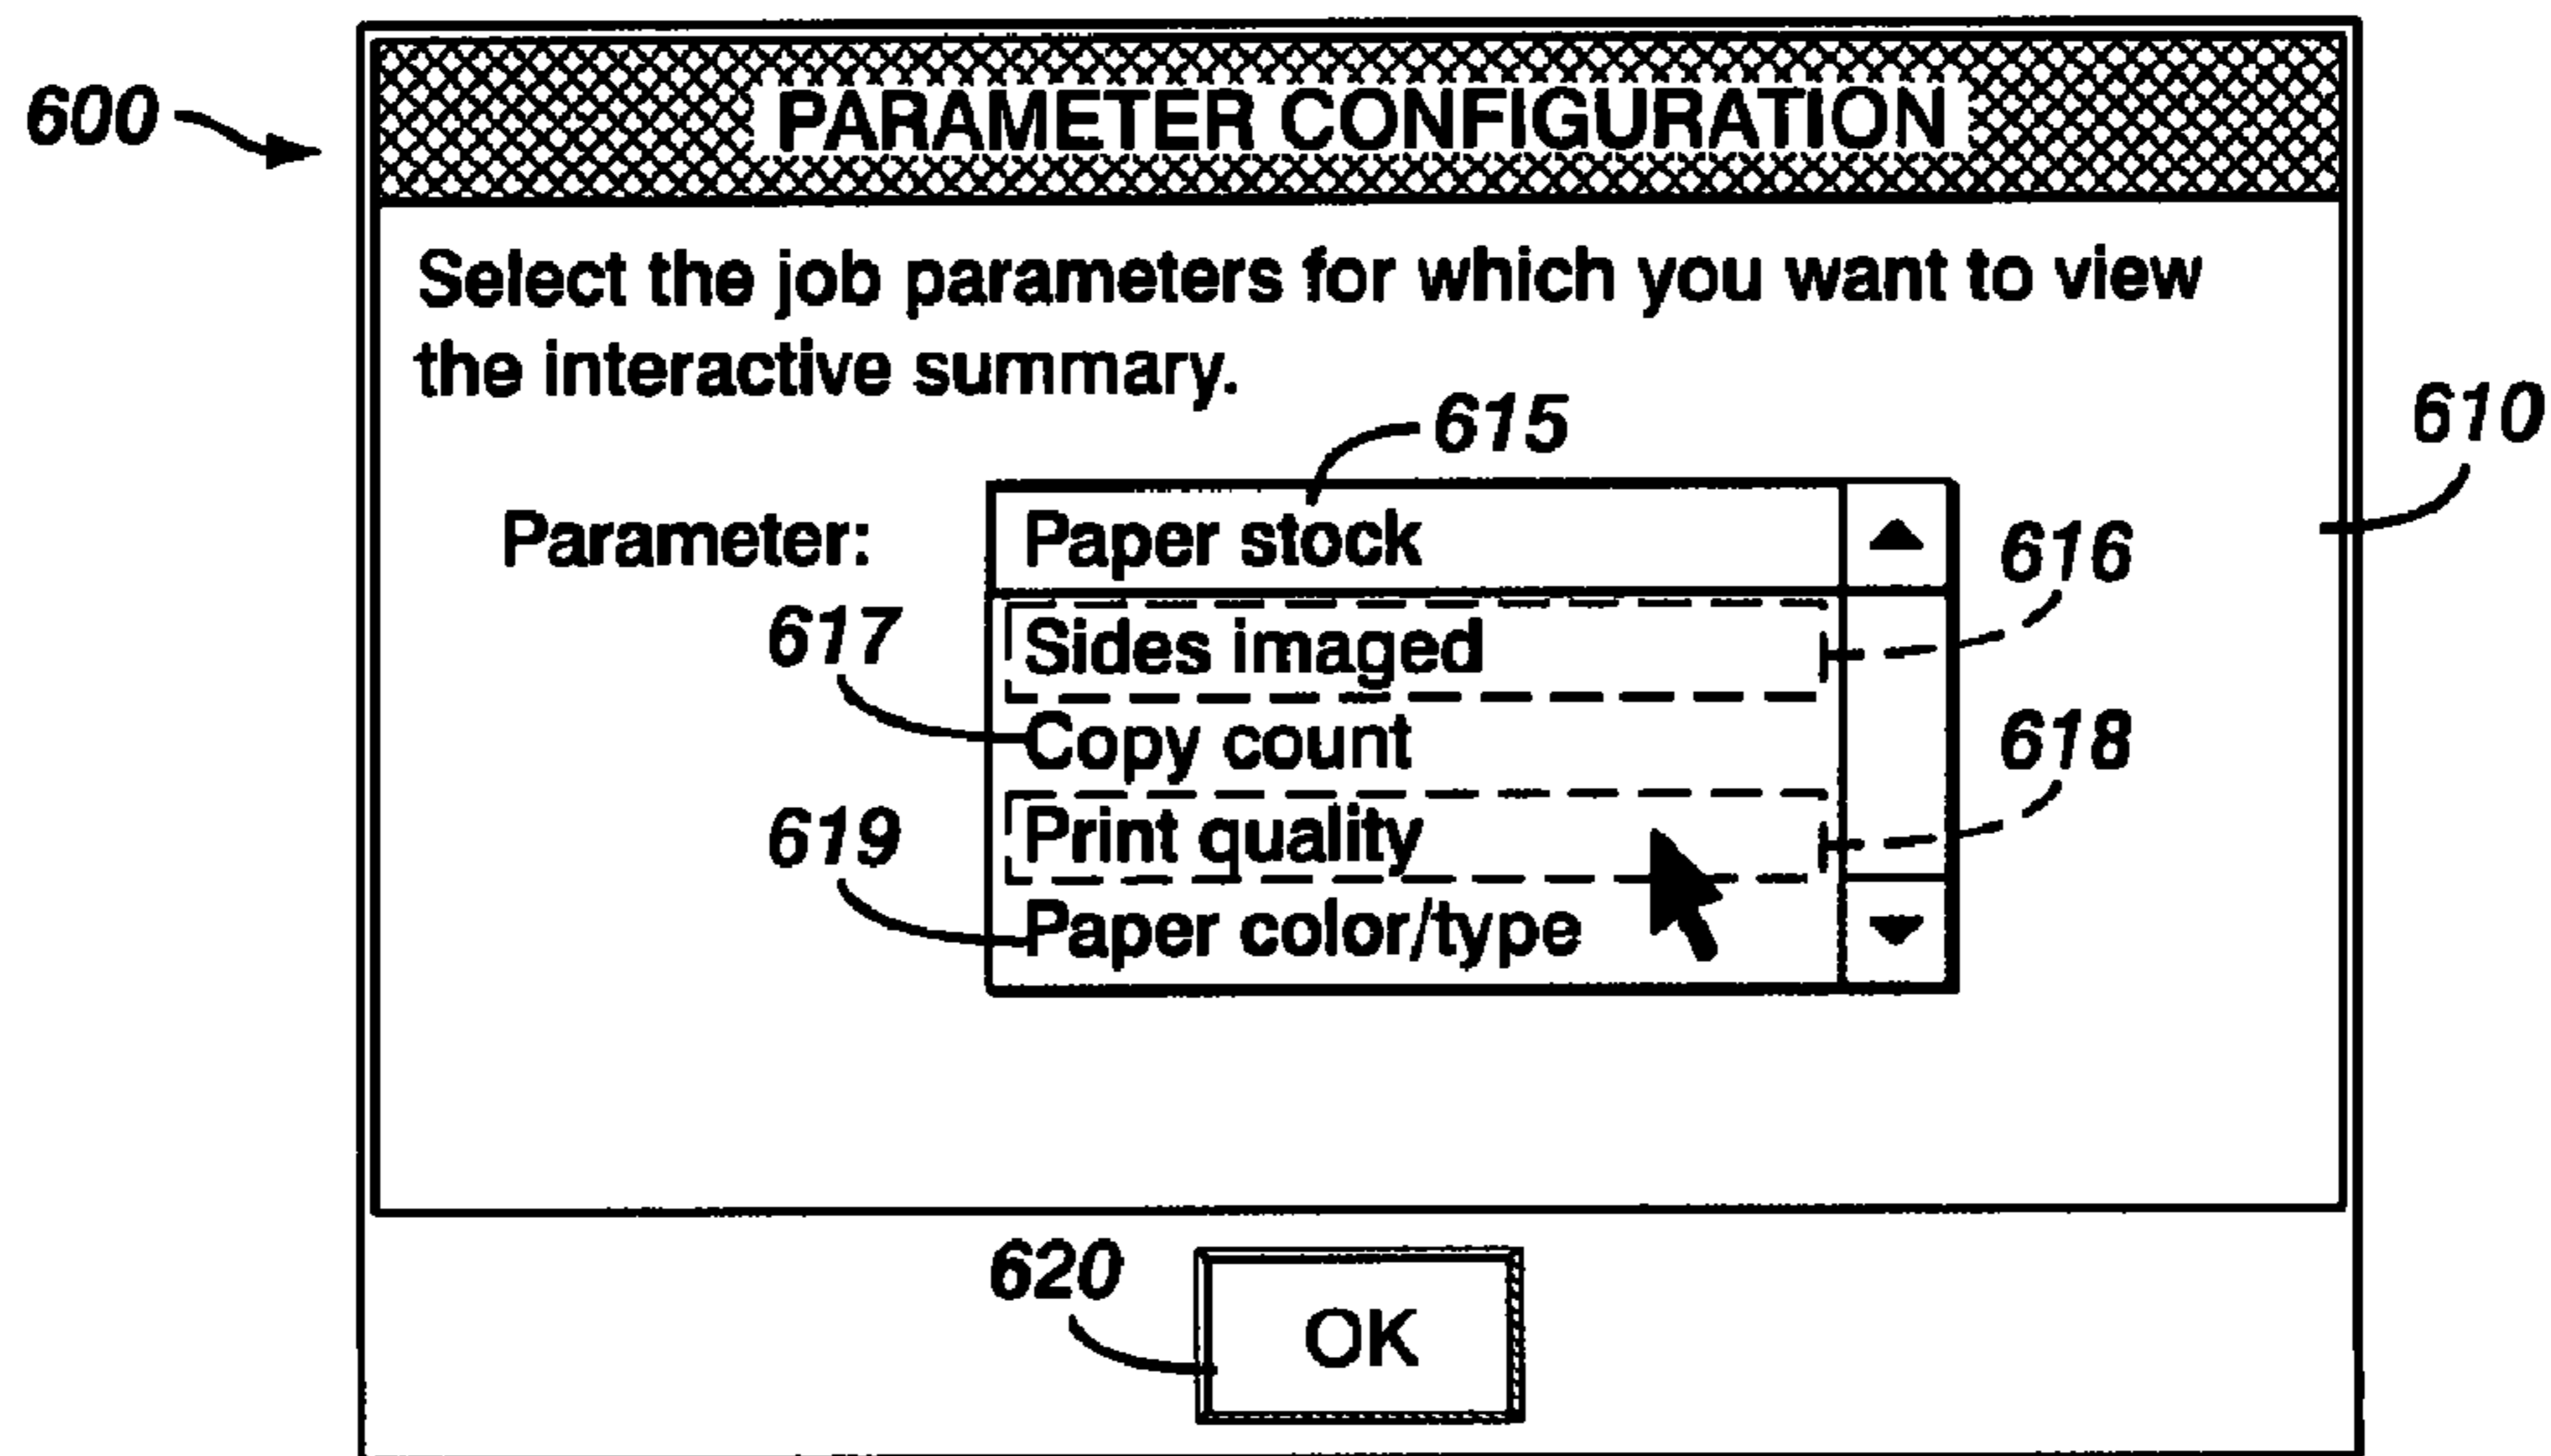 600
PARAMETER CONFIGURATION
Select the job parameters for which you want to view
the interactive summary.
615
610
Parameter:
Paper stock
616
617
Sides imaged
Copy count
618
619
Print quality
Paper color/type
620
OK